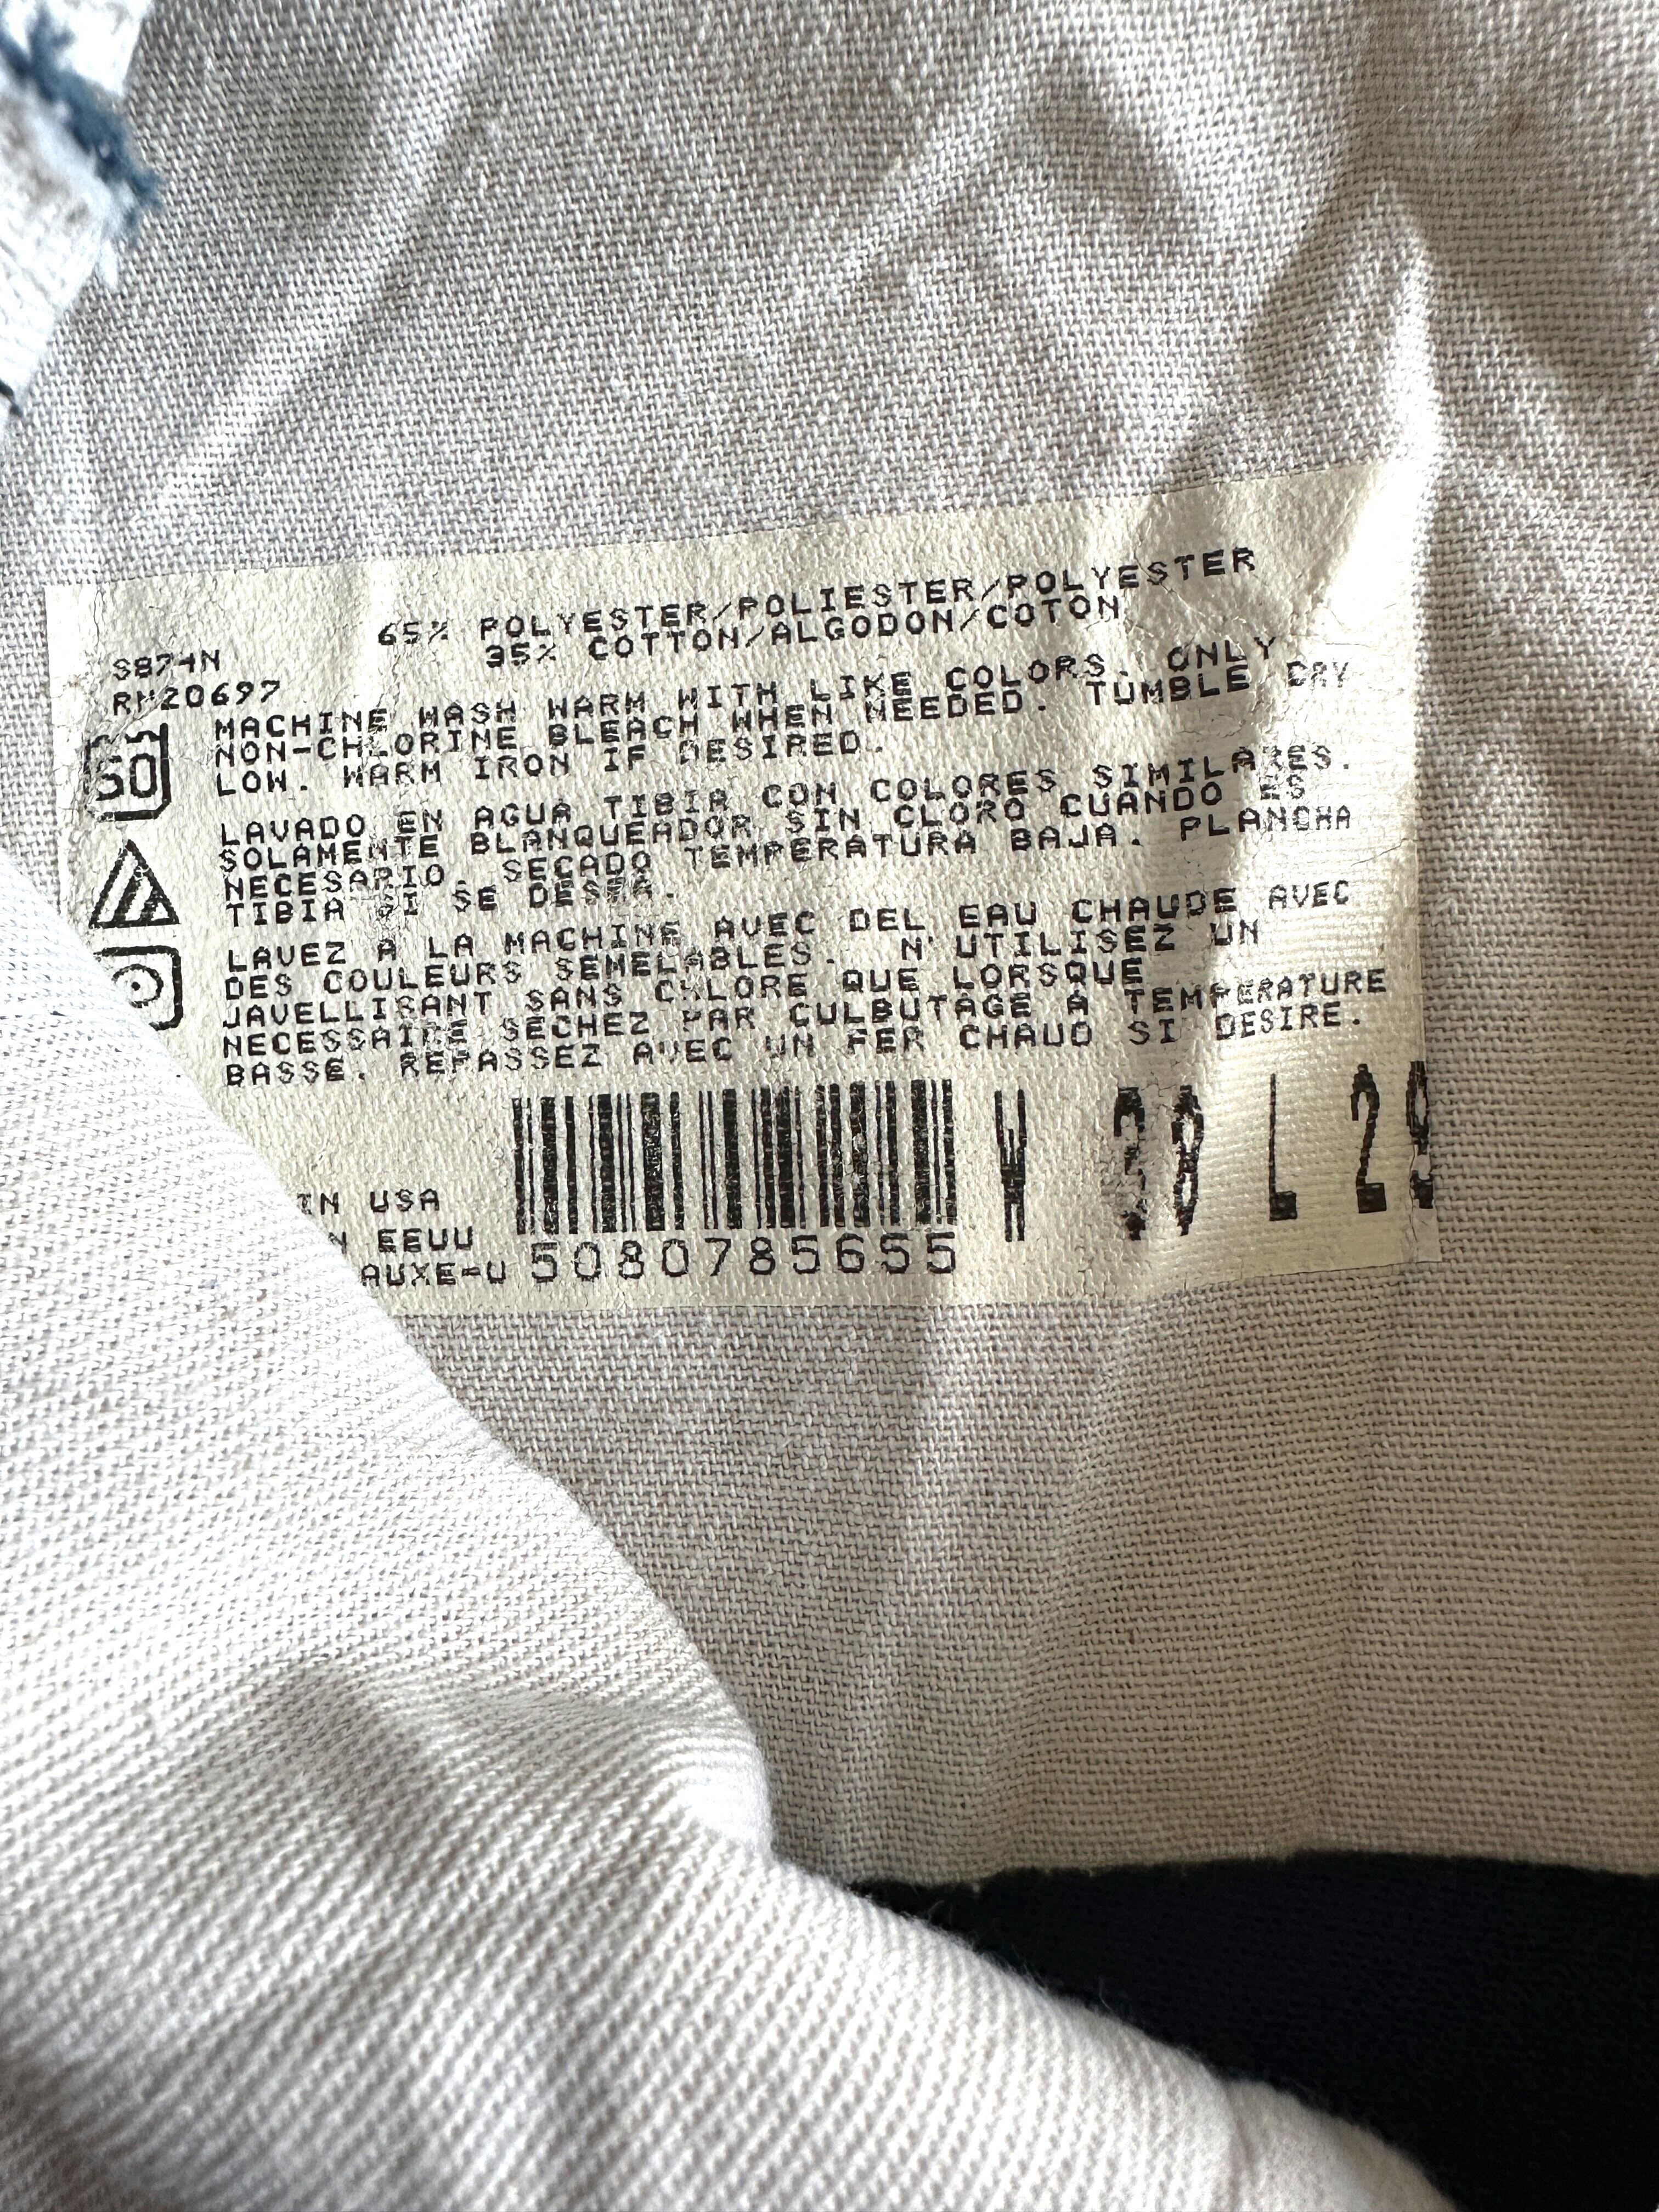 65% POLYESTER/POLIESTER/POLYESTER
35% COTTON/ALGODON/COTON
S874N
RN20697
MACHINE WASH WARM WITH LIKE COLORS. ONLY
NON-CHLORINE BLEACH WHEN NEEDED. TUMBLE DRY
LOW. WARM IRON IF DESIRED.
LAVADO EN AGUA TIBIA CON COLORES SIMILARES.
SOLAMENTE BLANQUEADOR SIN CLORO CUANDO ES
NECESARIO. SECADO TEMPERATURA BAJA. PLANCHA
TIBIA SI SE DESEA.
LAVEZ A LA MACHINE AVEC DEL EAU CHAUDE AVEC
DES COULEURS SEMELABLES. N'UTILISEZ UN
JAVELLISANT SANS CHLORE QUE LORSQUE
NECESSAIRE SECHEZ PAR CULBUTAGE A TEMPERATURE
BASSE. REPASSEZ AVEC UN FER CHAUD SI DESIRE.
W L 29
IN USA
N EEUU
AUXE-U
5080785655